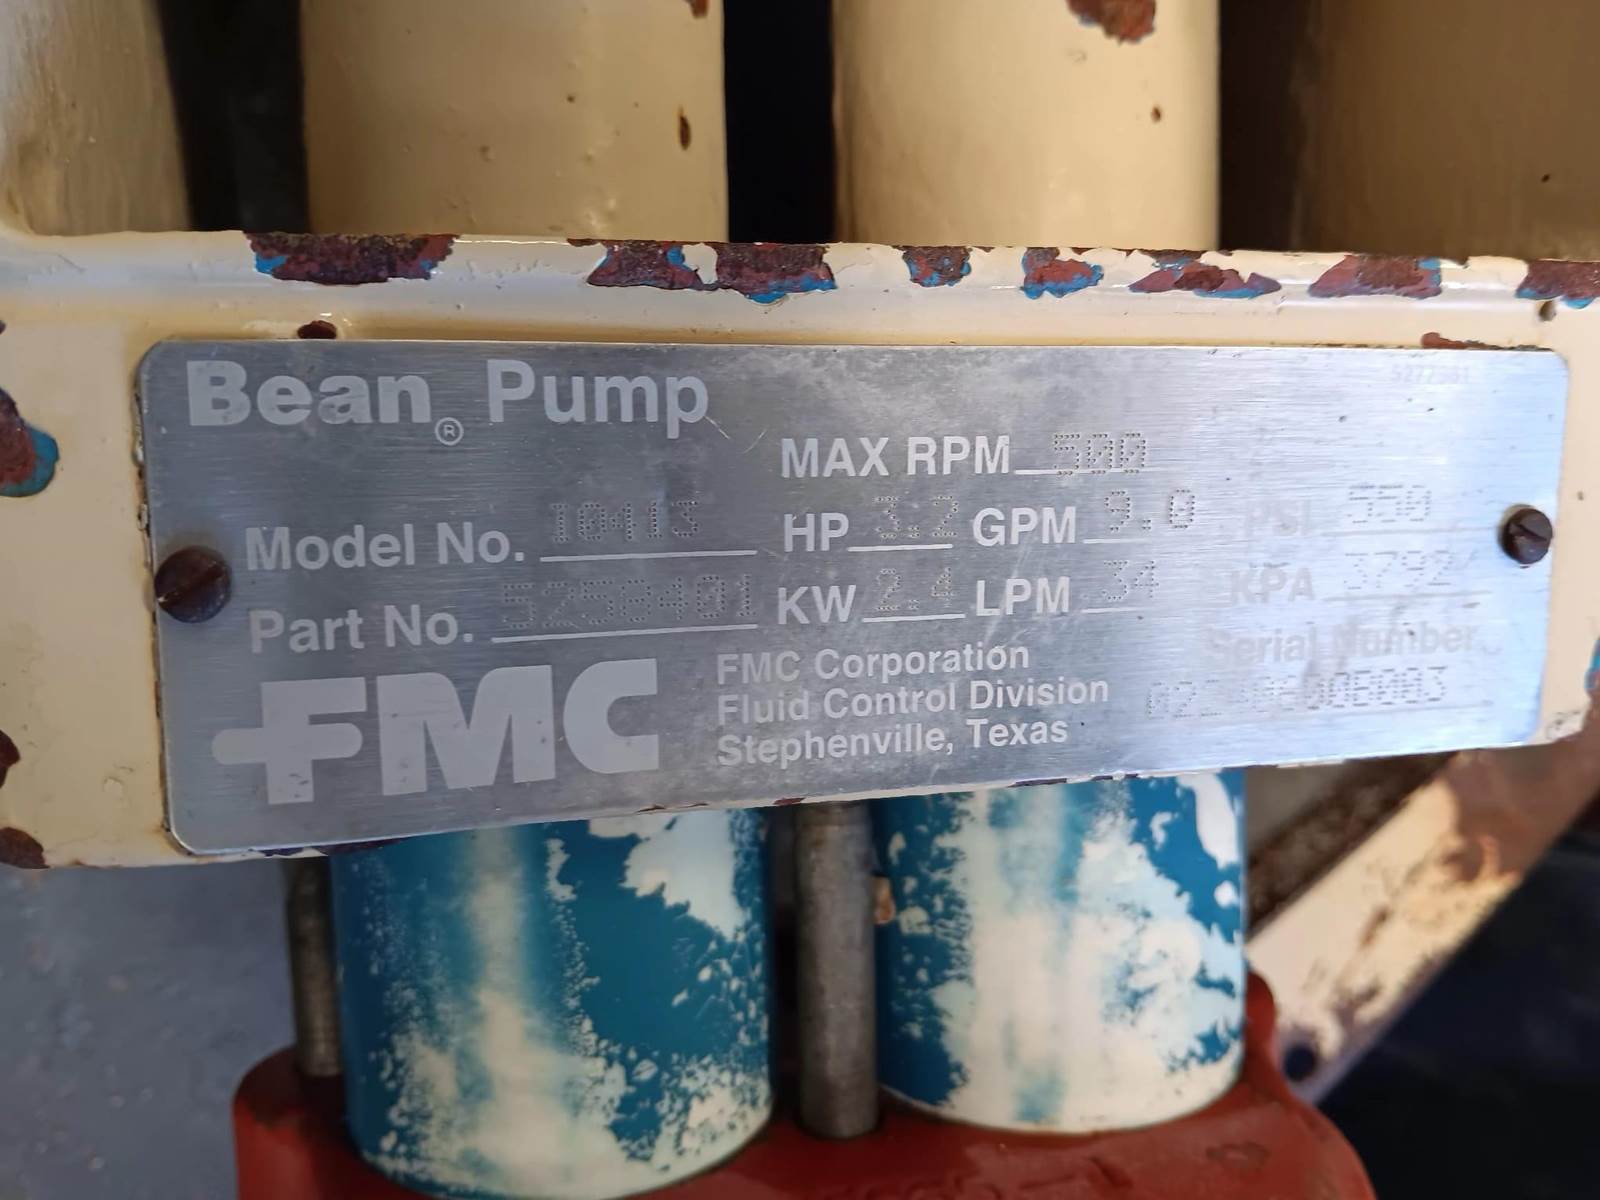 Bean® Pump
MAX RPM 500
Model No. I0413 HP 3.2 GPM 9.0 PSI 550
Part No. 5258401 KW 2.4 LPM 34 KPA 3792
FMC
FMC Corporation
Fluid Control Division
Stephenville, Texas
Serial Number